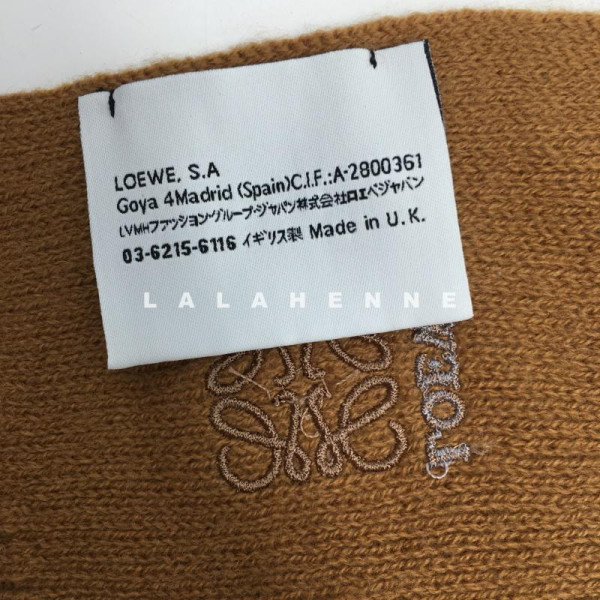 LOEWE, S.A
Goya 4Madrid (Spain)C.I.F.:A-2800361
LVMHファッション・グループ・ジャパン株式会社ロエベジャパン
03-6215-6116 イギリス製 Made in U.K.
LALAHENNE